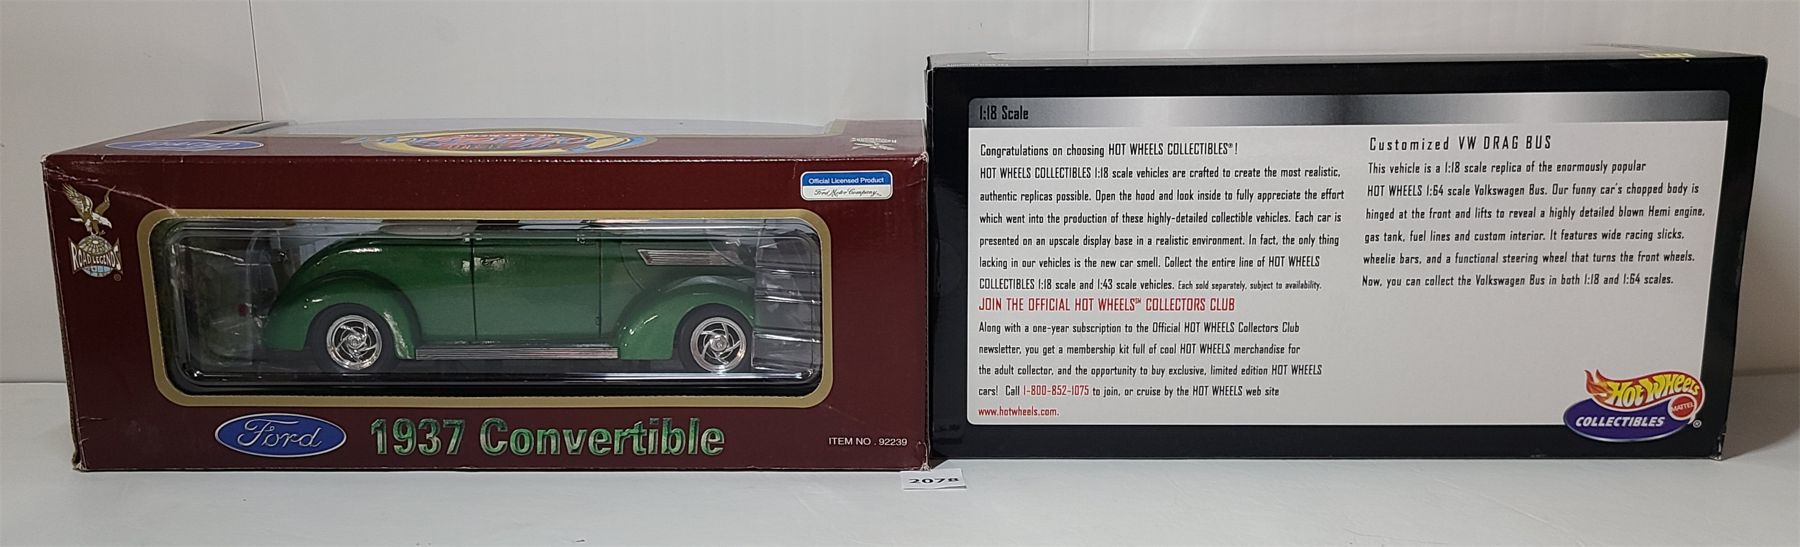 Ford
Official Licensed Product
Ford Motor Company
ROAD LEGENDS
Ford
1937 Convertible
ITEM NO. 92239
2078
1:18 Scale
Congratulations on choosing HOT WHEELS COLLECTIBLES®!
HOT WHEELS COLLECTIBLES 1:18 scale vehicles are crafted to create the most realistic,
authentic replicas possible. Open the hood and look inside to fully appreciate the effort
which went into the production of these highly-detailed collectible vehicles. Each car is
presented on an upscale display base in a realistic environment. In fact, the only thing
lacking in our vehicles is the new car smell. Collect the entire line of HOT WHEELS
COLLECTIBLES 1:18 scale and 1:43 scale vehicles. Each sold separately, subject to availability.
JOIN THE OFFICIAL HOT WHEELS℠ COLLECTORS CLUB
Along with a one-year subscription to the Official HOT WHEELS Collectors Club
newsletter, you get a membership kit full of cool HOT WHEELS merchandise for
the adult collector, and the opportunity to buy exclusive, limited edition HOT WHEELS
cars! Call 1-800-852-1075 to join, or cruise by the HOT WHEELS web site
www.hotwheels.com.
Customized VW DRAG BUS
This vehicle is a 1:18 scale replica of the enormously popular
HOT WHEELS 1:64 scale Volkswagen Bus. Our funny car's chopped body is
hinged at the front and lifts to reveal a highly detailed blown Hemi engine,
gas tank, fuel lines and custom interior. It features wide racing slicks,
wheelie bars, and a functional steering wheel that turns the front wheels.
Now, you can collect the Volkswagen Bus in both 1:18 and 1:64 scales.
Hot Wheels
MATTEL
COLLECTIBLES®